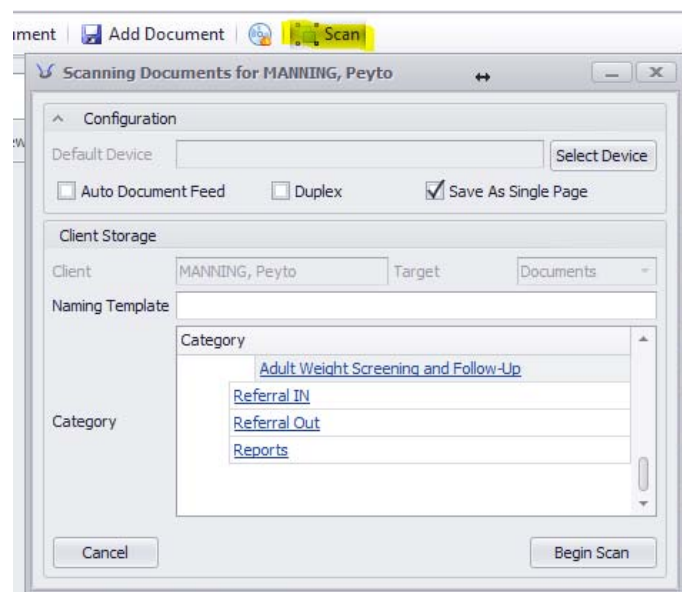 ment Add Document Scan
Scanning Documents for MANNING, Peyto
Configuration
Default Device Select Device
Auto Document Feed Duplex Save As Single Page
Client Storage
Client MANNING, Peyto Target Documents
Naming Template
Category
Adult Weight Screening and Follow-Up
Referral IN
Category Referral Out
Reports
Cancel Begin Scan